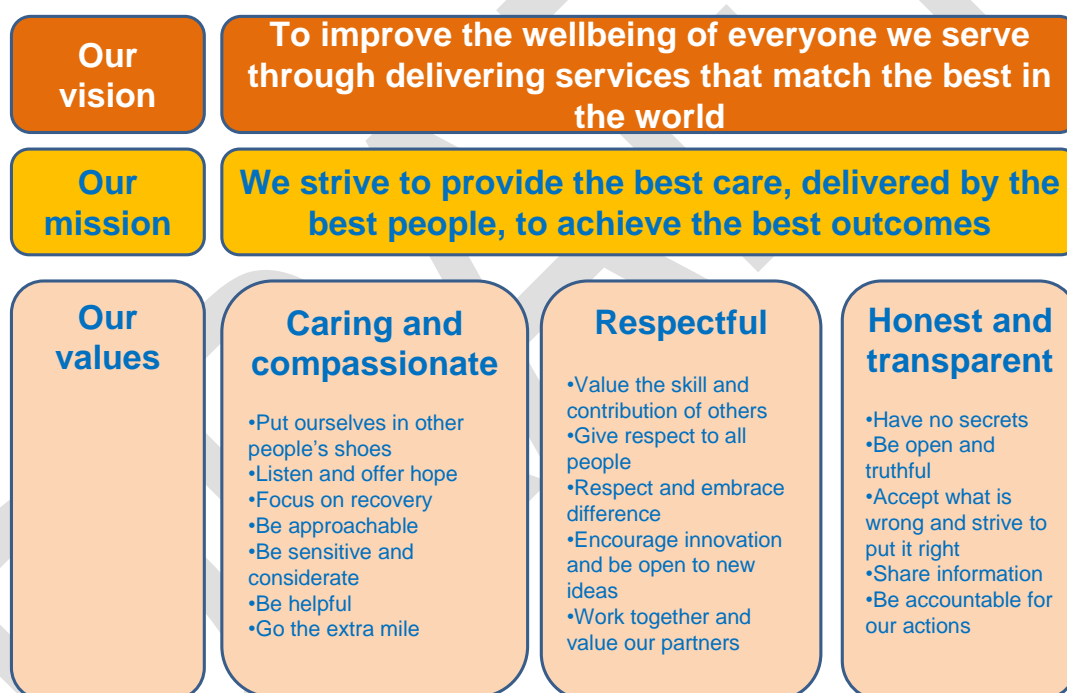 Our
vision
To improve the wellbeing of everyone we serve
through delivering services that match the best in
the world
Our
mission
We strive to provide the best care, delivered by the
best people, to achieve the best outcomes
Our
values
Caring and
compassionate
•Put ourselves in other
people’s shoes
•Listen and offer hope
•Focus on recovery
•Be approachable
•Be sensitive and
considerate
•Be helpful
•Go the extra mile
Respectful
•Value the skill and
contribution of others
•Give respect to all
people
•Respect and embrace
difference
•Encourage innovation
and be open to new
ideas
•Work together and
value our partners
Honest and
transparent
•Have no secrets
•Be open and
truthful
•Accept what is
wrong and strive to
put it right
•Share information
•Be accountable for
our actions